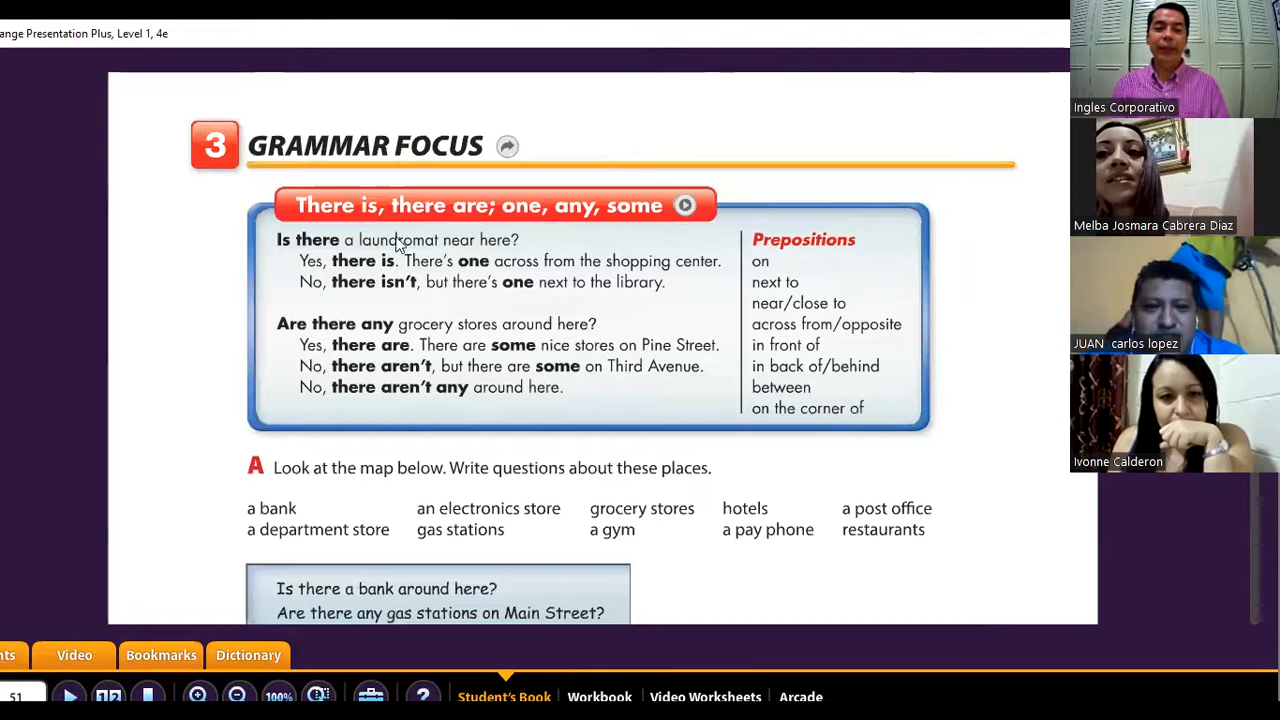 ange Presentation Plus, Level 1, 4e
3 GRAMMAR FOCUS
There is, there are; one, any, some
Is there a laundromat near here?
Yes, there is. There's one across from the shopping center.
No, there isn't, but there's one next to the library.
Are there any grocery stores around here?
Yes, there are. There are some nice stores on Pine Street.
No, there aren't, but there are some on Third Avenue.
No, there aren't any around here.
Prepositions
on
next to
near/close to
across from/opposite
in front of
in back of/behind
between
on the corner of
A Look at the map below. Write questions about these places.
a bank an electronics store grocery stores hotels a post office
a department store gas stations a gym a pay phone restaurants
Is there a bank around here?
Are there any gas stations on Main Street?
Ingles Corporativo
Melba Josmara Cabrera Diaz
JUAN carlos lopez
Ivonne Calderon
nts Video Bookmarks Dictionary
51 12 100% ? Student's Book Workbook Video Worksheets Arcade